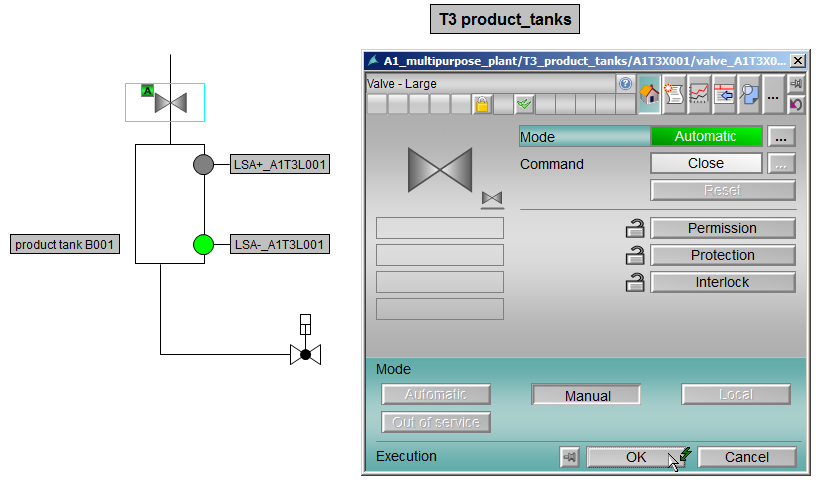 T3 product_tanks
A1_multipurpose_plant/T3_product_tanks/A1T3X001/valve_A1T3X0...
Valve - Large
...
A
Mode
Automatic
...
Command
Close
...
Reset
LSA+_A1T3L001
product tank B001
LSA-_A1T3L001
Permission
Protection
Interlock
Mode
Automatic
Manual
Local
Out of service
Execution
OK
Cancel